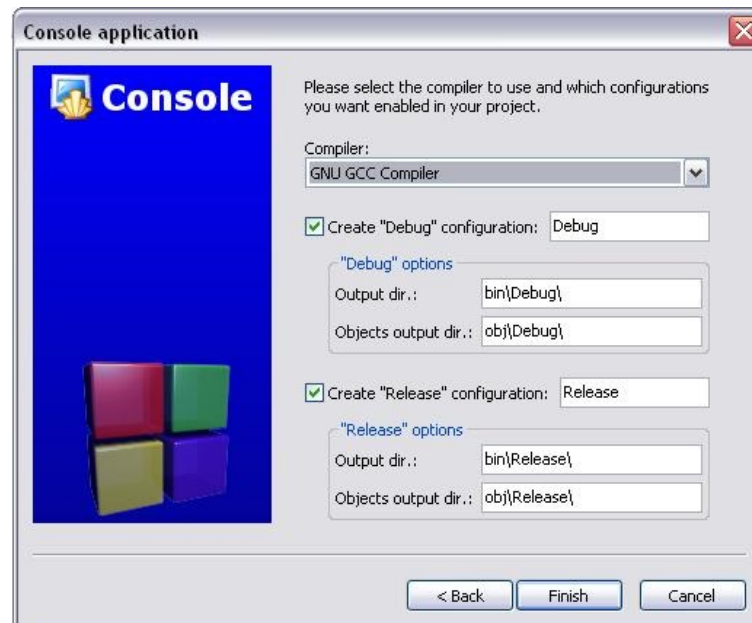 Console application
Console
Please select the compiler to use and which configurations
you want enabled in your project.
Compiler:
GNU GCC Compiler
Create "Debug" configuration: Debug
"Debug" options
Output dir.: bin\Debug\
Objects output dir.: obj\Debug\
Create "Release" configuration: Release
"Release" options
Output dir.: bin\Release\
Objects output dir.: obj\Release\
< Back Finish Cancel